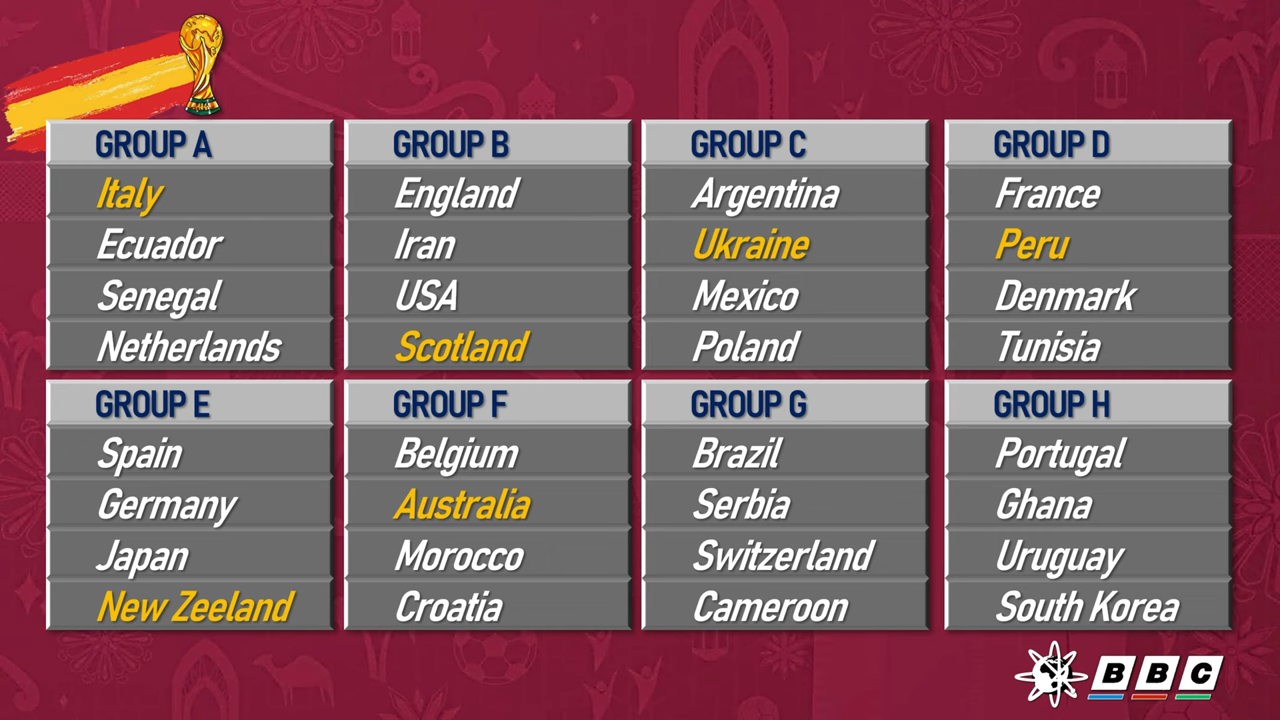 GROUP A
Italy
Ecuador
Senegal
Netherlands
GROUP B
England
Iran
USA
Scotland
GROUP C
Argentina
Ukraine
Mexico
Poland
GROUP D
France
Peru
Denmark
Tunisia
GROUP E
Spain
Germany
Japan
New Zeeland
GROUP F
Belgium
Australia
Morocco
Croatia
GROUP G
Brazil
Serbia
Switzerland
Cameroon
GROUP H
Portugal
Ghana
Uruguay
South Korea
BBC